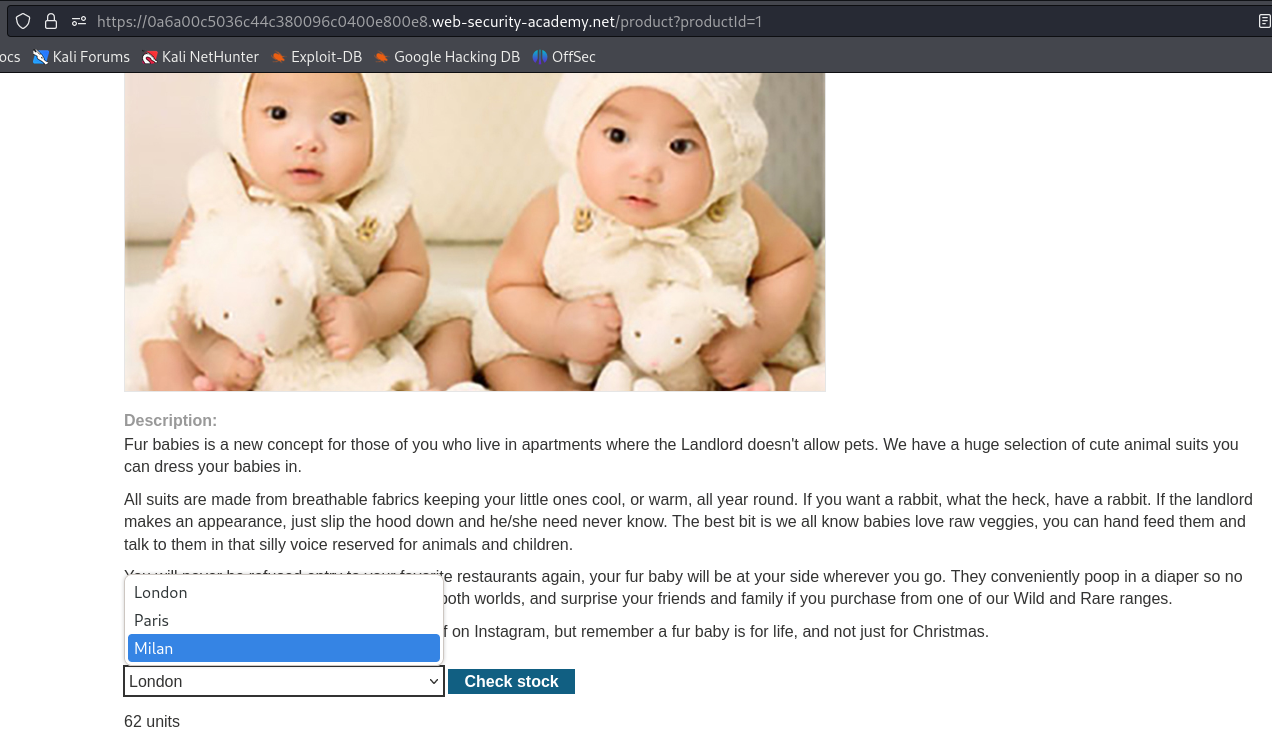 https://0a6a00c5036c44c380096c0400e800e8.web-security-academy.net/product?productId=1
ocs Kali Forums Kali NetHunter Exploit-DB Google Hacking DB OffSec
Description:
Fur babies is a new concept for those of you who live in apartments where the Landlord doesn't allow pets. We have a huge selection of cute animal suits you
can dress your babies in.
All suits are made from breathable fabrics keeping your little ones cool, or warm, all year round. If you want a rabbit, what the heck, have a rabbit. If the landlord
makes an appearance, just slip the hood down and he/she need never know. The best bit is we all know babies love raw veggies, you can hand feed them and
talk to them in that silly voice reserved for animals and children.
You will never be refused entry to your favorite restaurants again, your fur baby will be at your side wherever you go. They conveniently poop in a diaper so no
both worlds, and surprise your friends and family if you purchase from one of our Wild and Rare ranges.
f on Instagram, but remember a fur baby is for life, and not just for Christmas.
London
Paris
Milan
London Check stock
62 units